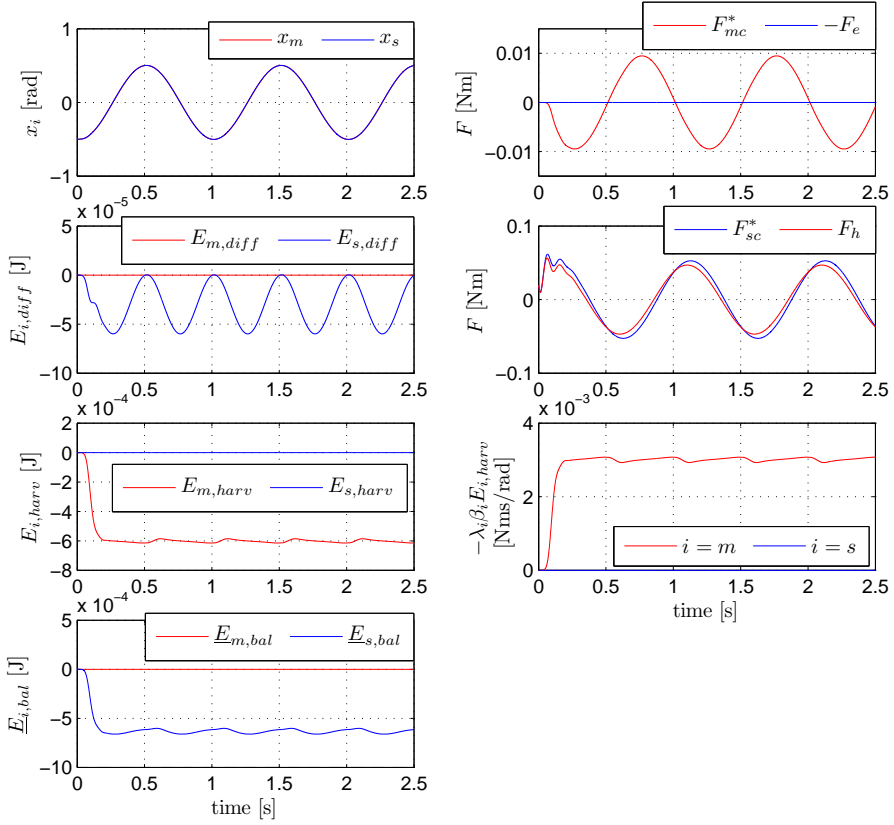 x_m x_s
1
0
−1
x_i [rad]
0 0.5 1 1.5 2 2.5
F*_mc −F_e
0.01
0
−0.01
F [Nm]
0 0.5 1 1.5 2 2.5
x 10^−5
E_m,diff E_s,diff
5
0
−5
−10
E_i,diff [J]
0 0.5 1 1.5 2 2.5
F*_sc F_h
0.1
0
−0.1
F [Nm]
0 0.5 1 1.5 2 2.5
x 10^−4
2
0
−2
−4
−6
−8
E_i,harv [J]
E_m,harv E_s,harv
0 0.5 1 1.5 2 2.5
x 10^−3
4
2
0
−λ_iβ_iE_i,harv
[Nms/rad]
i = m i = s
0 0.5 1 1.5 2 2.5
time [s]
x 10^−4
E_m,bal E_s,bal
5
0
−5
−10
E_i,bal [J]
0 0.5 1 1.5 2 2.5
time [s]